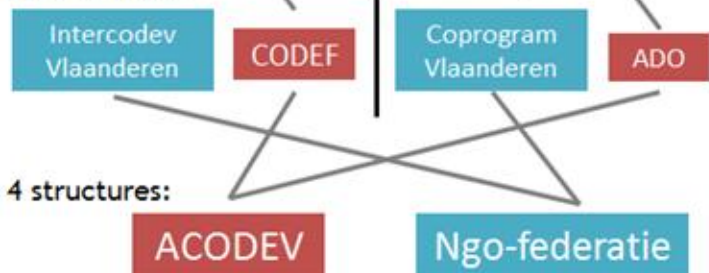 Intercodev
Vlaanderen
CODEF
Coprogram
Vlaanderen
ADO
4 structures:
ACODEV
Ngo-federatie